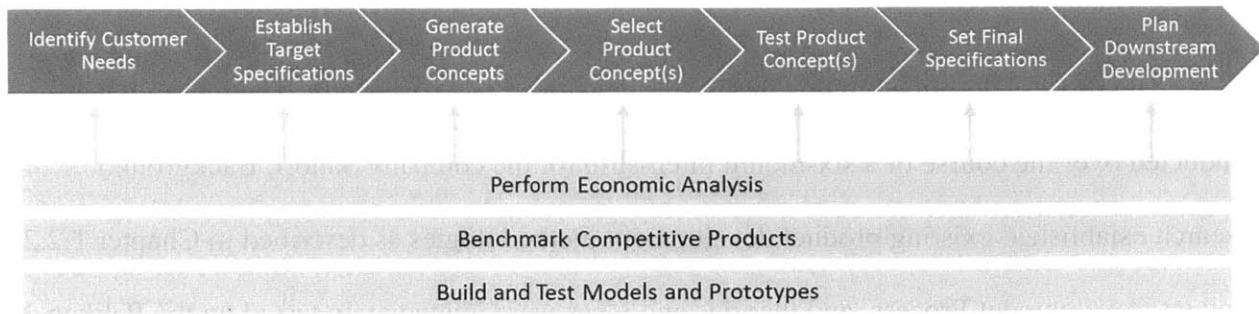 Identify Customer
Needs
Establish
Target
Specifications
Generate
Product
Concepts
Select
Product
Concept(s)
Test Product
Concept(s)
Set Final
Specifications
Plan
Downstream
Development
Perform Economic Analysis
Benchmark Competitive Products
Build and Test Models and Prototypes